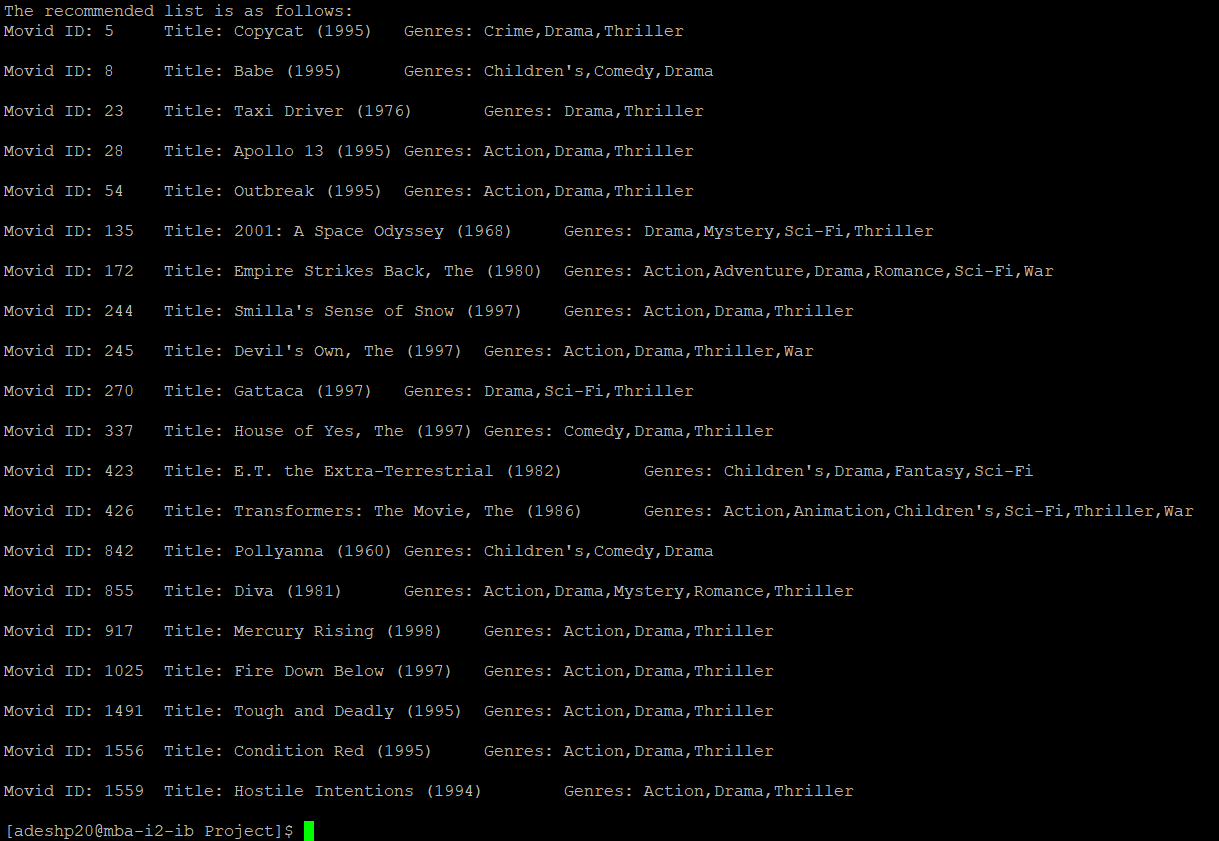 The recommended list is as follows:
Movid ID: 5 Title: Copycat (1995) Genres: Crime,Drama,Thriller
Movid ID: 8 Title: Babe (1995) Genres: Children's,Comedy,Drama
Movid ID: 23 Title: Taxi Driver (1976) Genres: Drama,Thriller
Movid ID: 28 Title: Apollo 13 (1995) Genres: Action,Drama,Thriller
Movid ID: 54 Title: Outbreak (1995) Genres: Action,Drama,Thriller
Movid ID: 135 Title: 2001: A Space Odyssey (1968) Genres: Drama,Mystery,Sci-Fi,Thriller
Movid ID: 172 Title: Empire Strikes Back, The (1980) Genres: Action,Adventure,Drama,Romance,Sci-Fi,War
Movid ID: 244 Title: Smilla's Sense of Snow (1997) Genres: Action,Drama,Thriller
Movid ID: 245 Title: Devil's Own, The (1997) Genres: Action,Drama,Thriller,War
Movid ID: 270 Title: Gattaca (1997) Genres: Drama,Sci-Fi,Thriller
Movid ID: 337 Title: House of Yes, The (1997) Genres: Comedy,Drama,Thriller
Movid ID: 423 Title: E.T. the Extra-Terrestrial (1982) Genres: Children's,Drama,Fantasy,Sci-Fi
Movid ID: 426 Title: Transformers: The Movie, The (1986) Genres: Action,Animation,Children's,Sci-Fi,Thriller,War
Movid ID: 842 Title: Pollyanna (1960) Genres: Children's,Comedy,Drama
Movid ID: 855 Title: Diva (1981) Genres: Action,Drama,Mystery,Romance,Thriller
Movid ID: 917 Title: Mercury Rising (1998) Genres: Action,Drama,Thriller
Movid ID: 1025 Title: Fire Down Below (1997) Genres: Action,Drama,Thriller
Movid ID: 1491 Title: Tough and Deadly (1995) Genres: Action,Drama,Thriller
Movid ID: 1556 Title: Condition Red (1995) Genres: Action,Drama,Thriller
Movid ID: 1559 Title: Hostile Intentions (1994) Genres: Action,Drama,Thriller
[adeshp20@mba-i2-ib Project]$